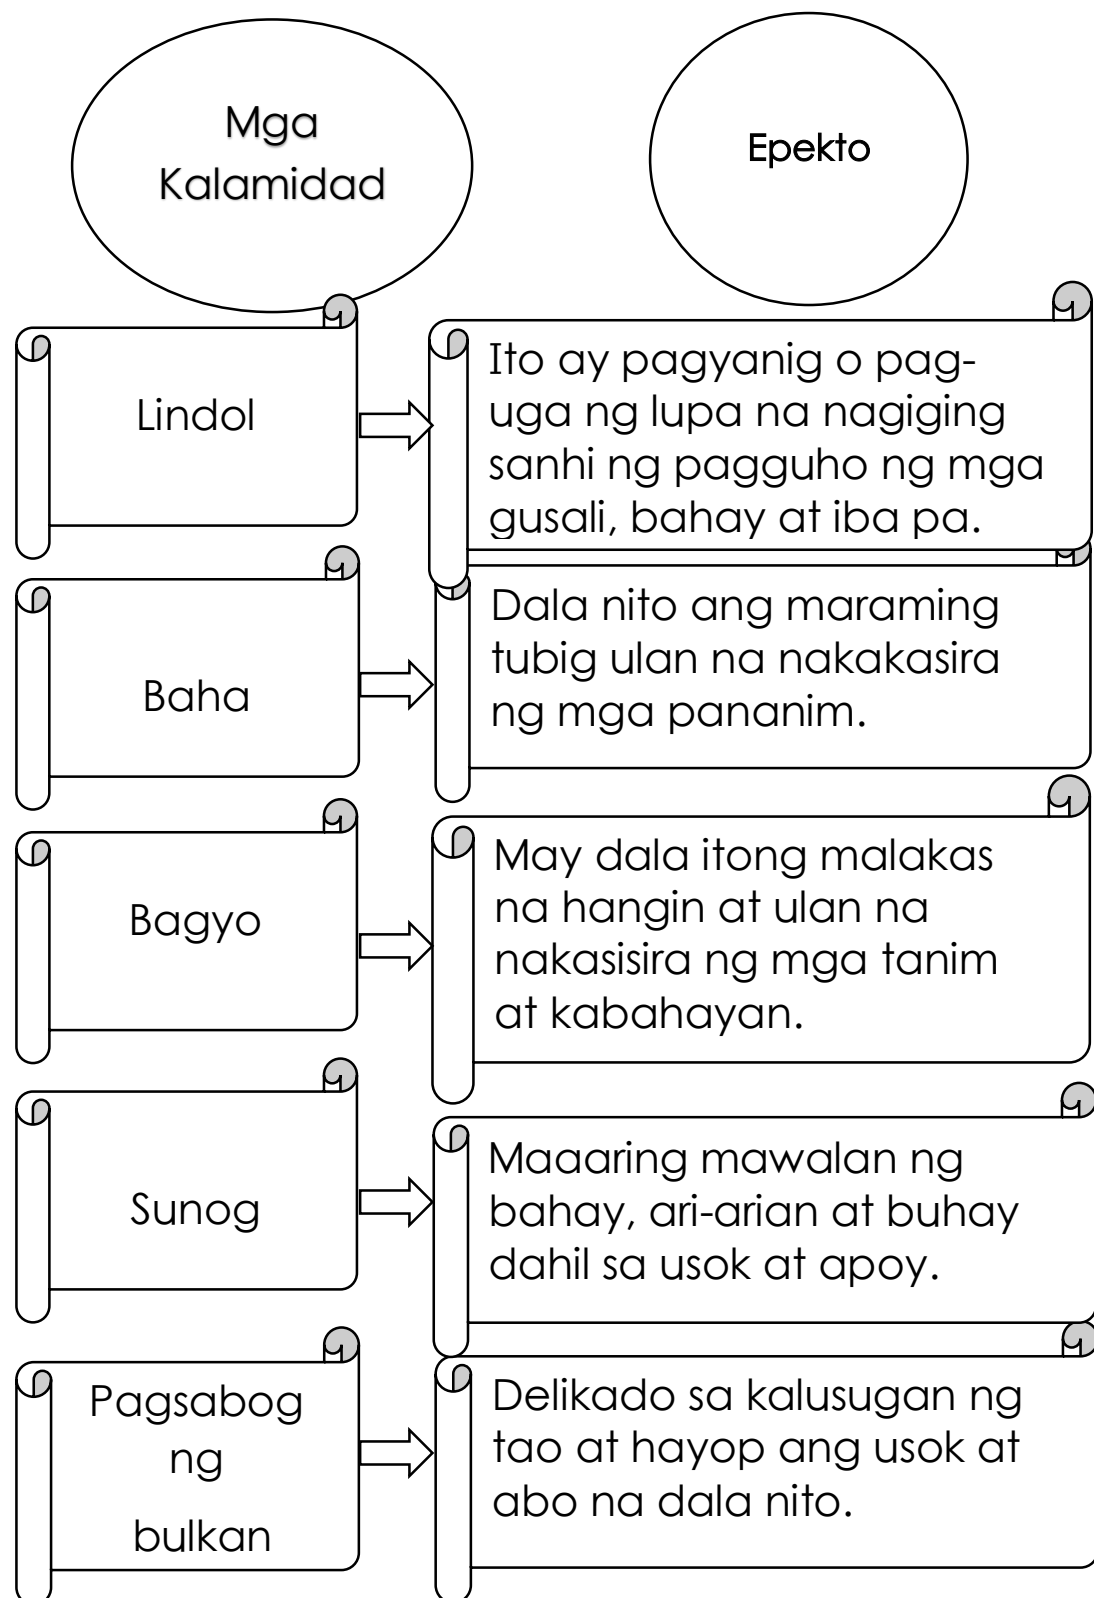 Mga
Kalamidad
Epekto
Lindol
Ito ay pagyanig o pag-
uga ng lupa na nagiging
sanhi ng pagguho ng mga
gusali, bahay at iba pa.
Baha
Dala nito ang maraming
tubig ulan na nakakasira
ng mga pananim.
Bagyo
May dala itong malakas
na hangin at ulan na
nakasisira ng mga tanim
at kabahayan.
Sunog
Maaaring mawalan ng
bahay, ari-arian at buhay
dahil sa usok at apoy.
Pagsabog
ng
bulkan
Delikado sa kalusugan ng
tao at hayop ang usok at
abo na dala nito.